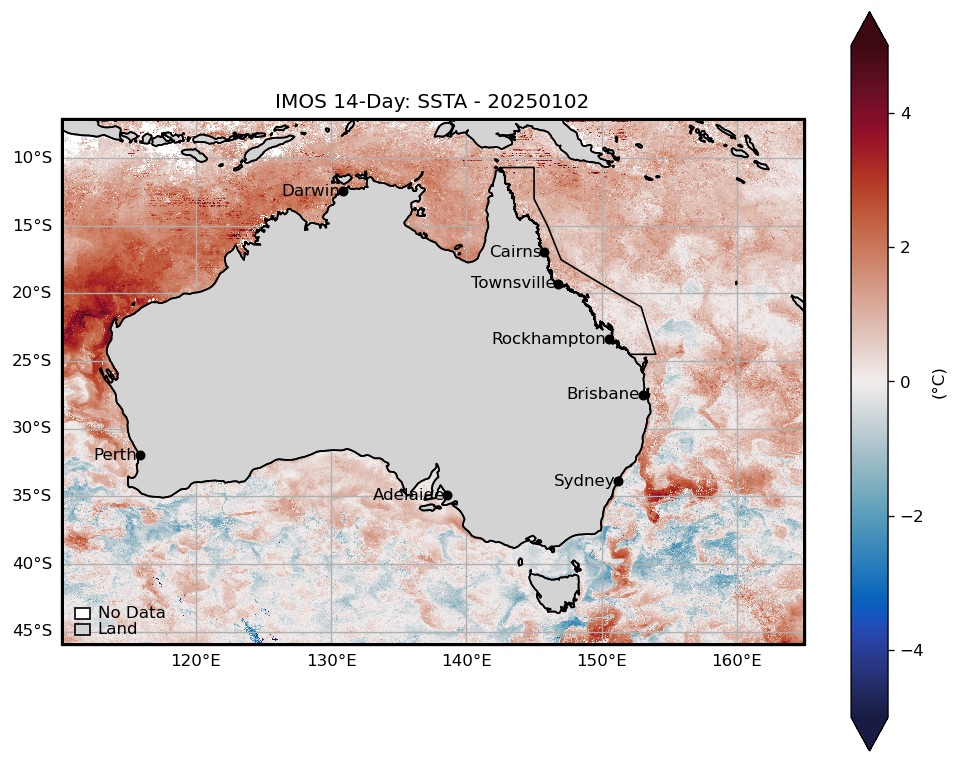 IMOS 14-Day: SSTA - 20250102
10°S
15°S
20°S
25°S
30°S
35°S
40°S
45°S
120°E
130°E
140°E
150°E
160°E
Darwin
Cairns
Townsville
Rockhampton
Brisbane
Perth
Sydney
Adelaide
No Data
Land
4
2
0
−2
−4
(°C)